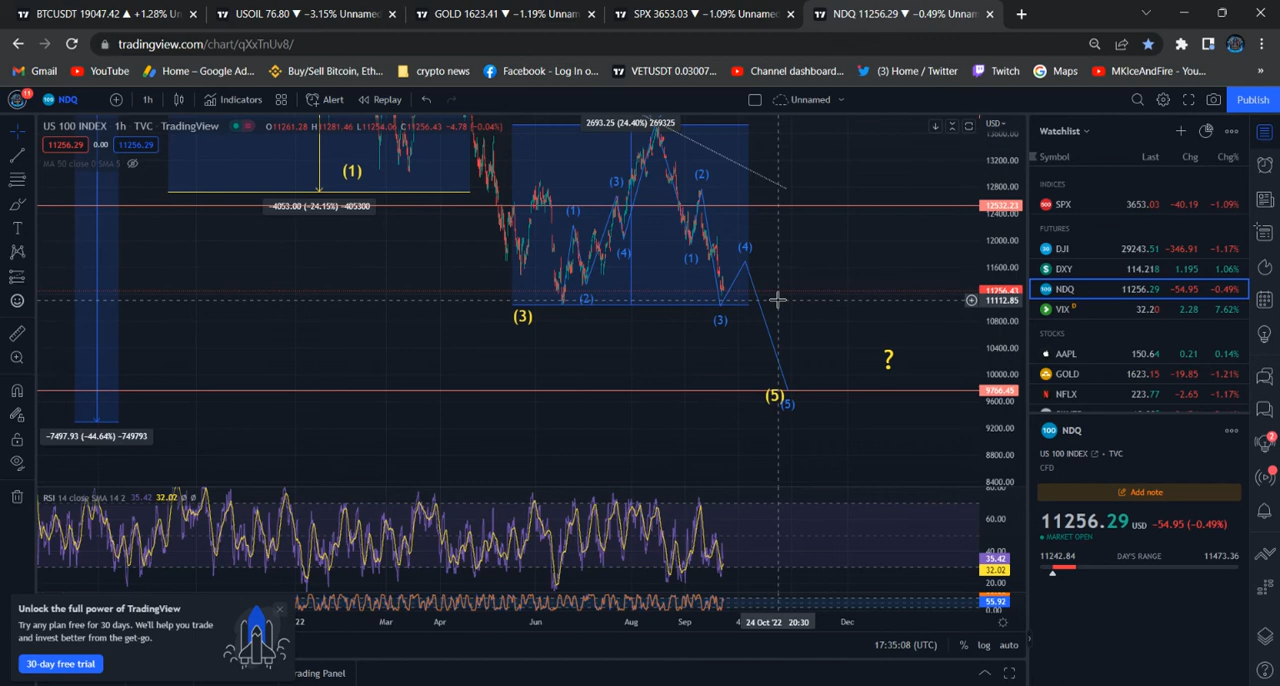 BTCUSDT 19047.42 ▲ +1.28% Un
USOIL 76.80 ▼ −3.15% Unnamed
GOLD 1623.41 ▼ −1.19% Unnam
SPX 3653.03 ▼ −1.09% Unnamed
NDQ 11256.29 ▼ −0.49% Unnam
tradingview.com/chart/qXxTnUv8/
Gmail
YouTube
Home – Google Ad...
Buy/Sell Bitcoin, Eth...
crypto news
Facebook - Log In o...
VETUSDT 0.03007...
Channel dashboard...
(3) Home / Twitter
Twitch
Maps
MKIceAndFire - You...
11
NDQ
1h
Indicators
Alert
Replay
Unnamed
Publish
US 100 INDEX · 1h · TVC · TradingView
O11261.28 H11281.46 L11254.06 C11256.43 −4.78 (−0.04%)
11256.29
0.00
11256.29
MA 50 close 0 SMA 5
2693.25 (24.40%) 269325
(1)
−4053.00 (−24.15%) −405300
−7497.93 (−44.64%) −749793
(3)
(1)
(2)
(3)
(4)
(2)
(1)
(3)
(4)
(5)
(5)
?
USD
13600.00
13200.00
12800.00
12532.23
12400.00
12000.00
11600.00
11256.43
11112.85
10800.00
10400.00
10000.00
9766.45
9600.00
9200.00
8800.00
8400.00
RSI 14 close SMA 14 2 35.42 32.02
80.00
60.00
40.00
35.42
32.02
20.00
55.92
0.00
22
Mar
Apr
Jun
Aug
Sep
24 Oct '22 20:30
Dec
17:35:08 (UTC)
%
log
auto
Unlock the full power of TradingView
Try any plan free for 30 days. We'll help you trade
and invest better from the get-go.
30-day free trial
rading Panel
Watchlist
Symbol Last Chg Chg%
INDICES
SPX 3653.03 −40.19 −1.09%
FUTURES
DJI 29243.51 −346.91 −1.17%
DXY 114.218 1.195 1.06%
NDQ 11256.29 −54.95 −0.49%
VIX D 32.20 2.28 7.62%
STOCKS
AAPL 150.64 0.21 0.14%
GOLD 1623.15 −19.85 −1.21%
NFLX 223.77 −2.65 −1.17%
100 NDQ
US 100 INDEX · TVC
CFD
Add note
11256.29 USD −54.95 (−0.49%)
MARKET OPEN
11242.84 DAY'S RANGE 11473.36
2